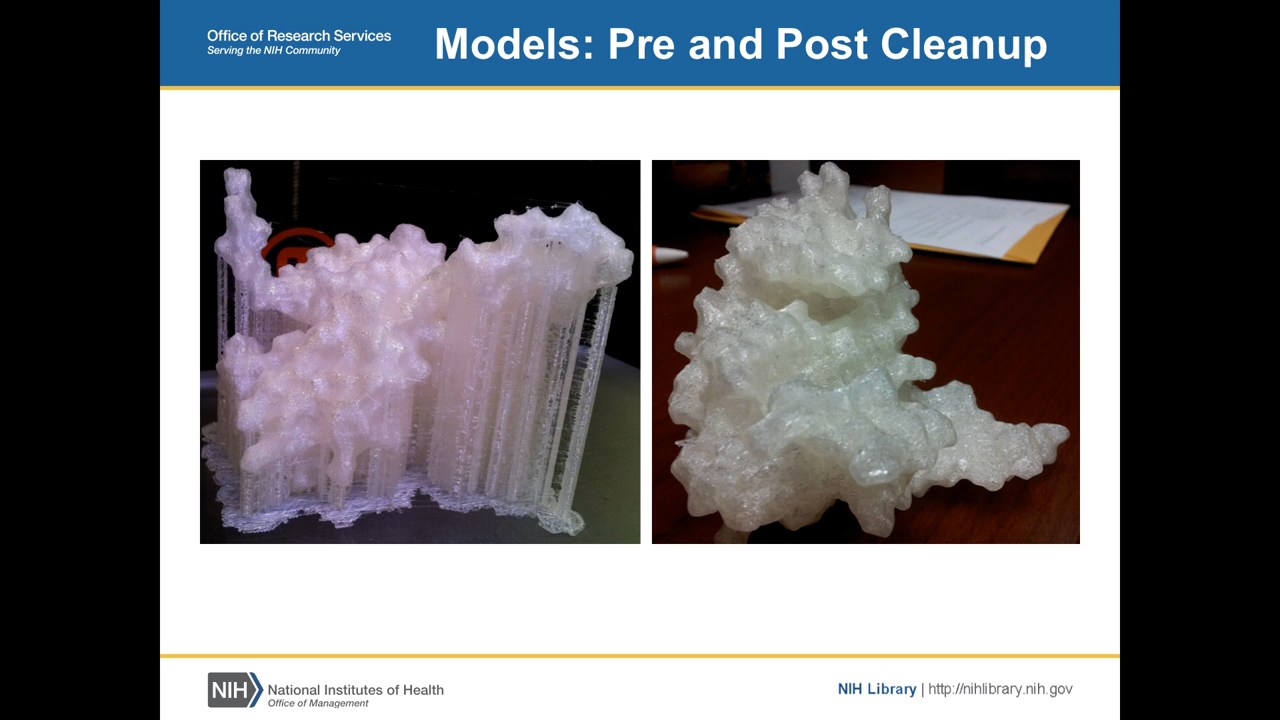 Office of Research Services
Serving the NIH Community
Models: Pre and Post Cleanup
NIH
National Institutes of Health
Office of Management
NIH Library | http://nihlibrary.nih.gov